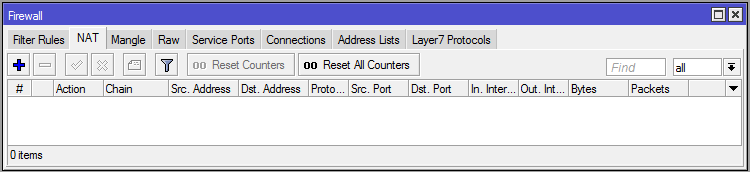 Firewall
Filter Rules NAT Mangle Raw Service Ports Connections Address Lists Layer7 Protocols
00 Reset Counters 00 Reset All Counters Find all
# Action Chain Src. Address Dst. Address Proto... Src. Port Dst. Port In. Inter... Out. Int... Bytes Packets
0 items